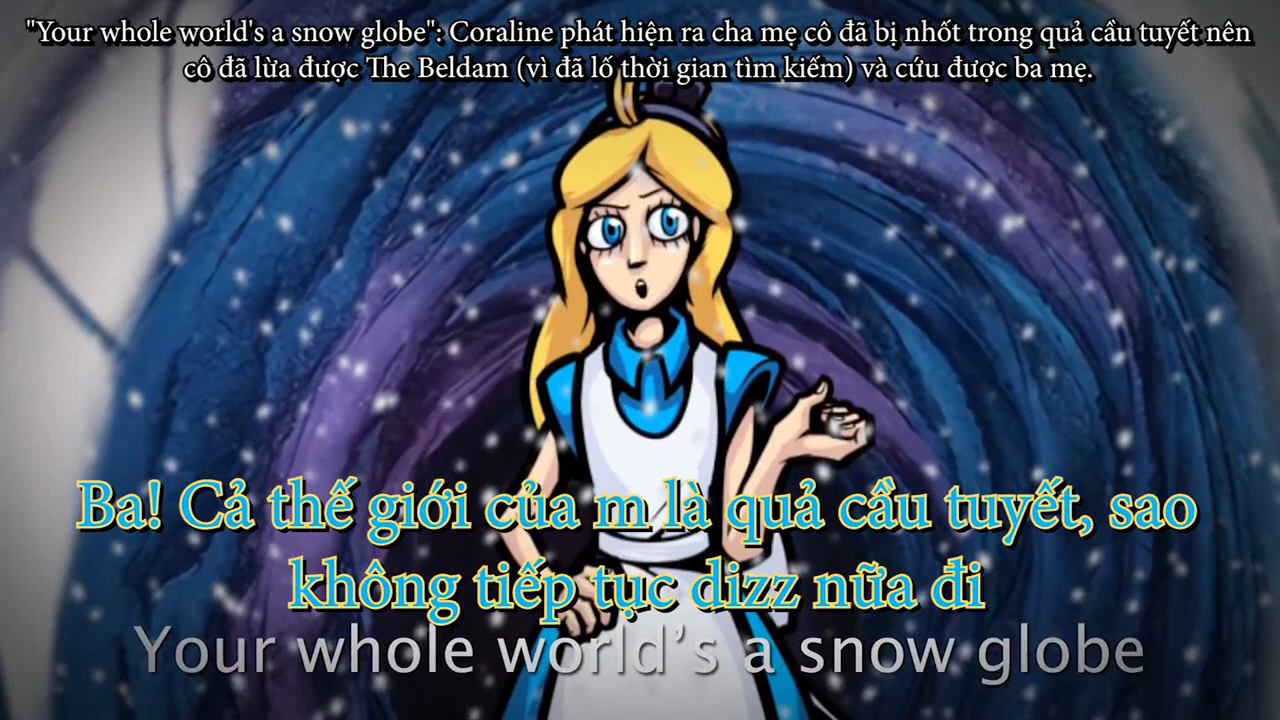 "Your whole world's a snow globe": Coraline phát hiện ra cha mẹ cô đã bị nhốt trong quả cầu tuyết nên
cô đã lừa được The Beldam (vì đã lố thời gian tìm kiếm) và cứu được ba mẹ.
Ba! Cả thế giới của m là quả cầu tuyết, sao
không tiếp tục dizz nữa đi
Your whole world's a snow globe